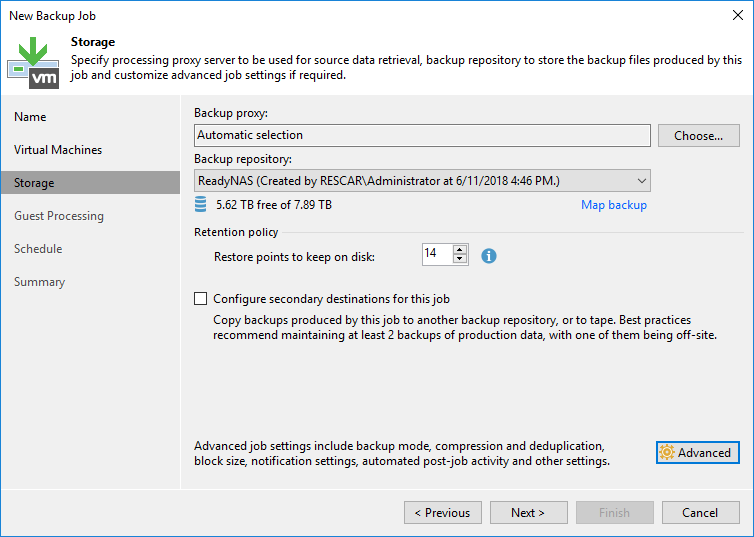 New Backup Job
Storage
Specify processing proxy server to be used for source data retrieval, backup repository to store the backup files produced by this
job and customize advanced job settings if required.
vm
Name
Virtual Machines
Storage
Guest Processing
Schedule
Summary
Backup proxy:
Automatic selection
Choose...
Backup repository:
ReadyNAS (Created by RESCAR\Administrator at 6/11/2018 4:46 PM.)
5.62 TB free of 7.89 TB
Map backup
Retention policy
Restore points to keep on disk:
14
Configure secondary destinations for this job
Copy backups produced by this job to another backup repository, or to tape. Best practices
recommend maintaining at least 2 backups of production data, with one of them being off-site.
Advanced job settings include backup mode, compression and deduplication,
block size, notification settings, automated post-job activity and other settings.
Advanced
< Previous
Next >
Finish
Cancel